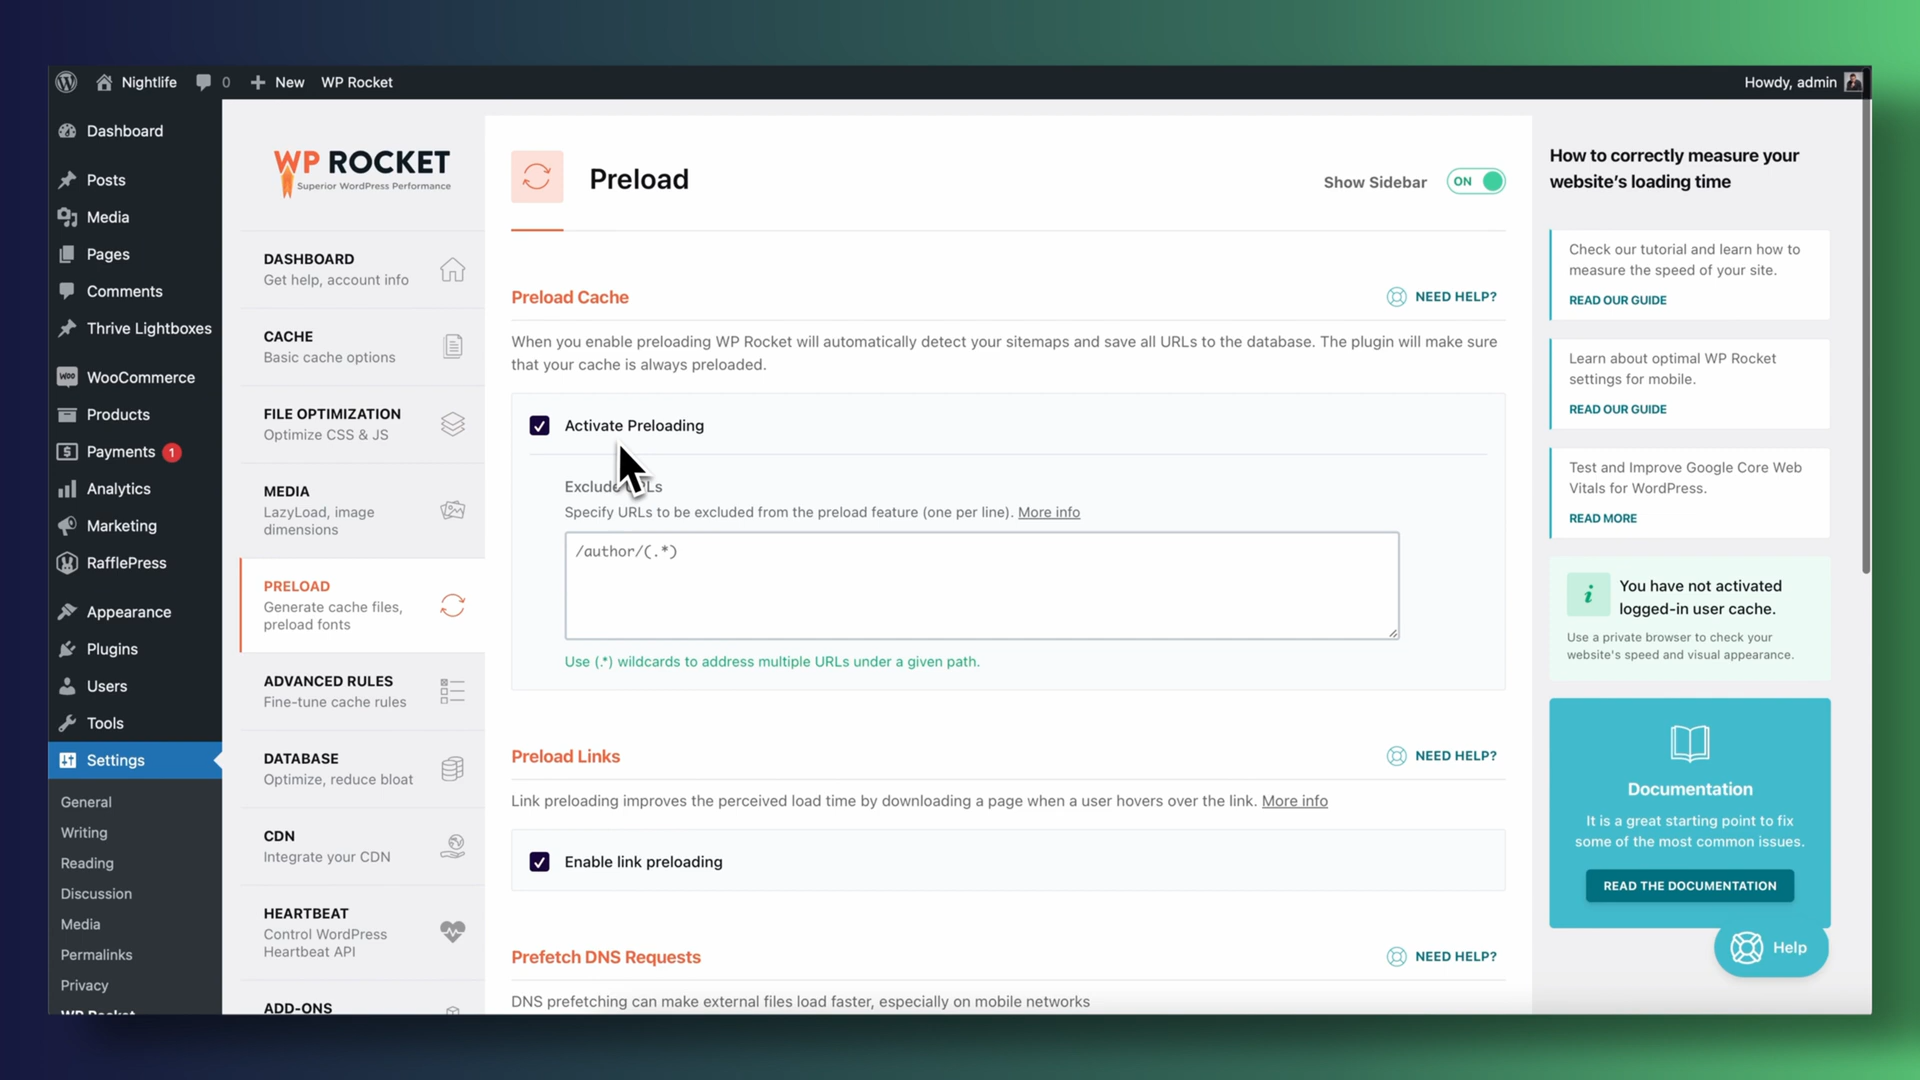 Nightlife
0
New
WP Rocket
Howdy, admin
Dashboard
Posts
Media
Pages
Comments
Thrive Lightboxes
WooCommerce
Products
Payments 1
Analytics
Marketing
RafflePress
Appearance
Plugins
Users
Tools
Settings
General
Writing
Reading
Discussion
Media
Permalinks
Privacy
WP Rocket
WP ROCKET
Superior WordPress Performance
DASHBOARD
Get help, account info
CACHE
Basic cache options
FILE OPTIMIZATION
Optimize CSS & JS
MEDIA
LazyLoad, image
dimensions
PRELOAD
Generate cache files,
preload fonts
ADVANCED RULES
Fine-tune cache rules
DATABASE
Optimize, reduce bloat
CDN
Integrate your CDN
HEARTBEAT
Control WordPress
Heartbeat API
ADD-ONS
Preload
Show Sidebar
ON
Preload Cache
NEED HELP?
When you enable preloading WP Rocket will automatically detect your sitemaps and save all URLs to the database. The plugin will make sure
that your cache is always preloaded.
Activate Preloading
Exclude URLs
Specify URLs to be excluded from the preload feature (one per line). More info
/author/(.*)
Use (.*) wildcards to address multiple URLs under a given path.
Preload Links
NEED HELP?
Link preloading improves the perceived load time by downloading a page when a user hovers over the link. More info
Enable link preloading
Prefetch DNS Requests
NEED HELP?
DNS prefetching can make external files load faster, especially on mobile networks
How to correctly measure your
website's loading time
Check our tutorial and learn how to
measure the speed of your site.
READ OUR GUIDE
Learn about optimal WP Rocket
settings for mobile.
READ OUR GUIDE
Test and Improve Google Core Web
Vitals for WordPress.
READ MORE
You have not activated
logged-in user cache.
Use a private browser to check your
website's speed and visual appearance.
Documentation
It is a great starting point to fix
some of the most common issues.
READ THE DOCUMENTATION
Help